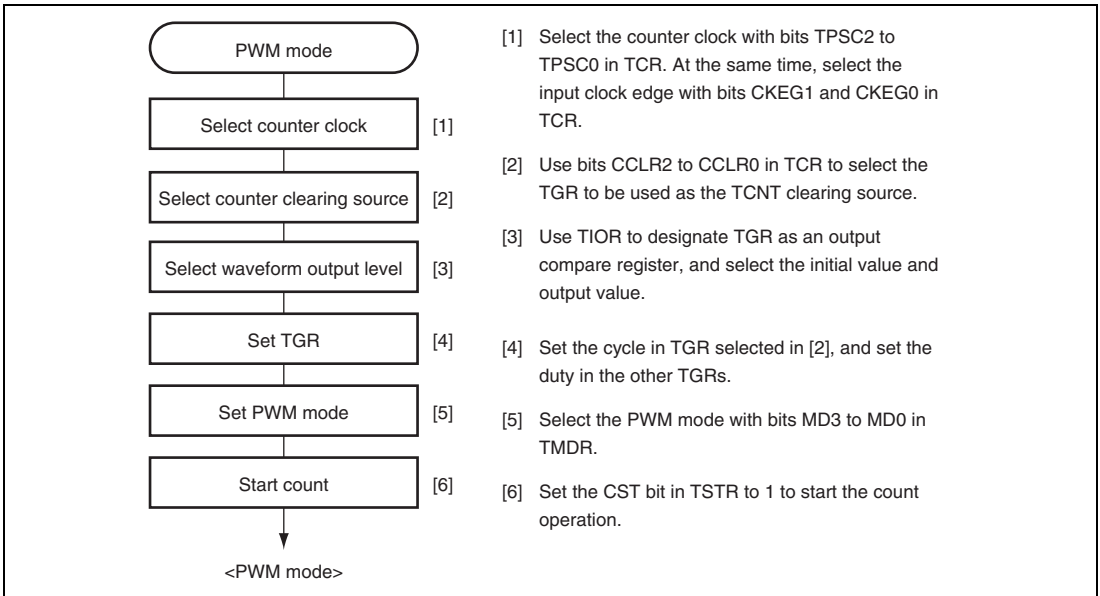 PWM mode
Select counter clock [1]
Select counter clearing source [2]
Select waveform output level [3]
Set TGR [4]
Set PWM mode [5]
Start count [6]
<PWM mode>
[1] Select the counter clock with bits TPSC2 to
TPSC0 in TCR. At the same time, select the
input clock edge with bits CKEG1 and CKEG0 in
TCR.
[2] Use bits CCLR2 to CCLR0 in TCR to select the
TGR to be used as the TCNT clearing source.
[3] Use TIOR to designate TGR as an output
compare register, and select the initial value and
output value.
[4] Set the cycle in TGR selected in [2], and set the
duty in the other TGRs.
[5] Select the PWM mode with bits MD3 to MD0 in
TMDR.
[6] Set the CST bit in TSTR to 1 to start the count
operation.